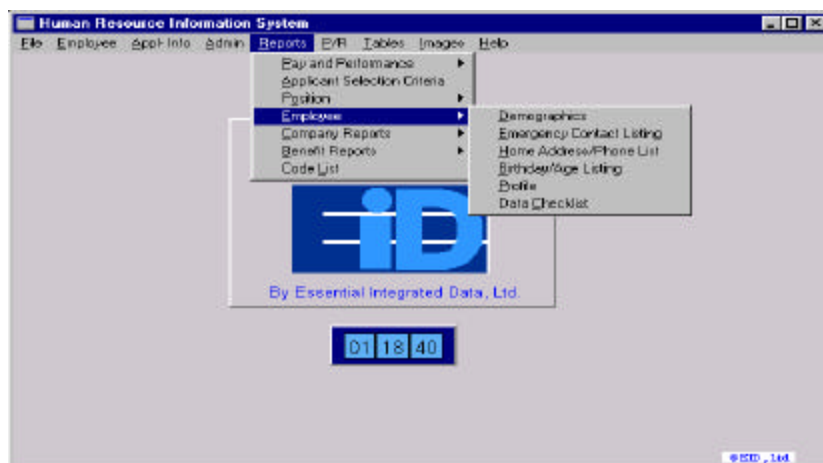 Human Resource Information System
File Employee Appl-Info Admin Reports P/R Tables Images Help
Pay and Performance
Applicant Selection Criteria
Position
Employee
Company Reports
Benefit Reports
Code List
Demographics
Emergency Contact Listing
Home Address/Phone List
Birthday/Age Listing
Profile
Data Checklist
iD
By Essential Integrated Data, Ltd.
01 18 40
©EID, Ltd